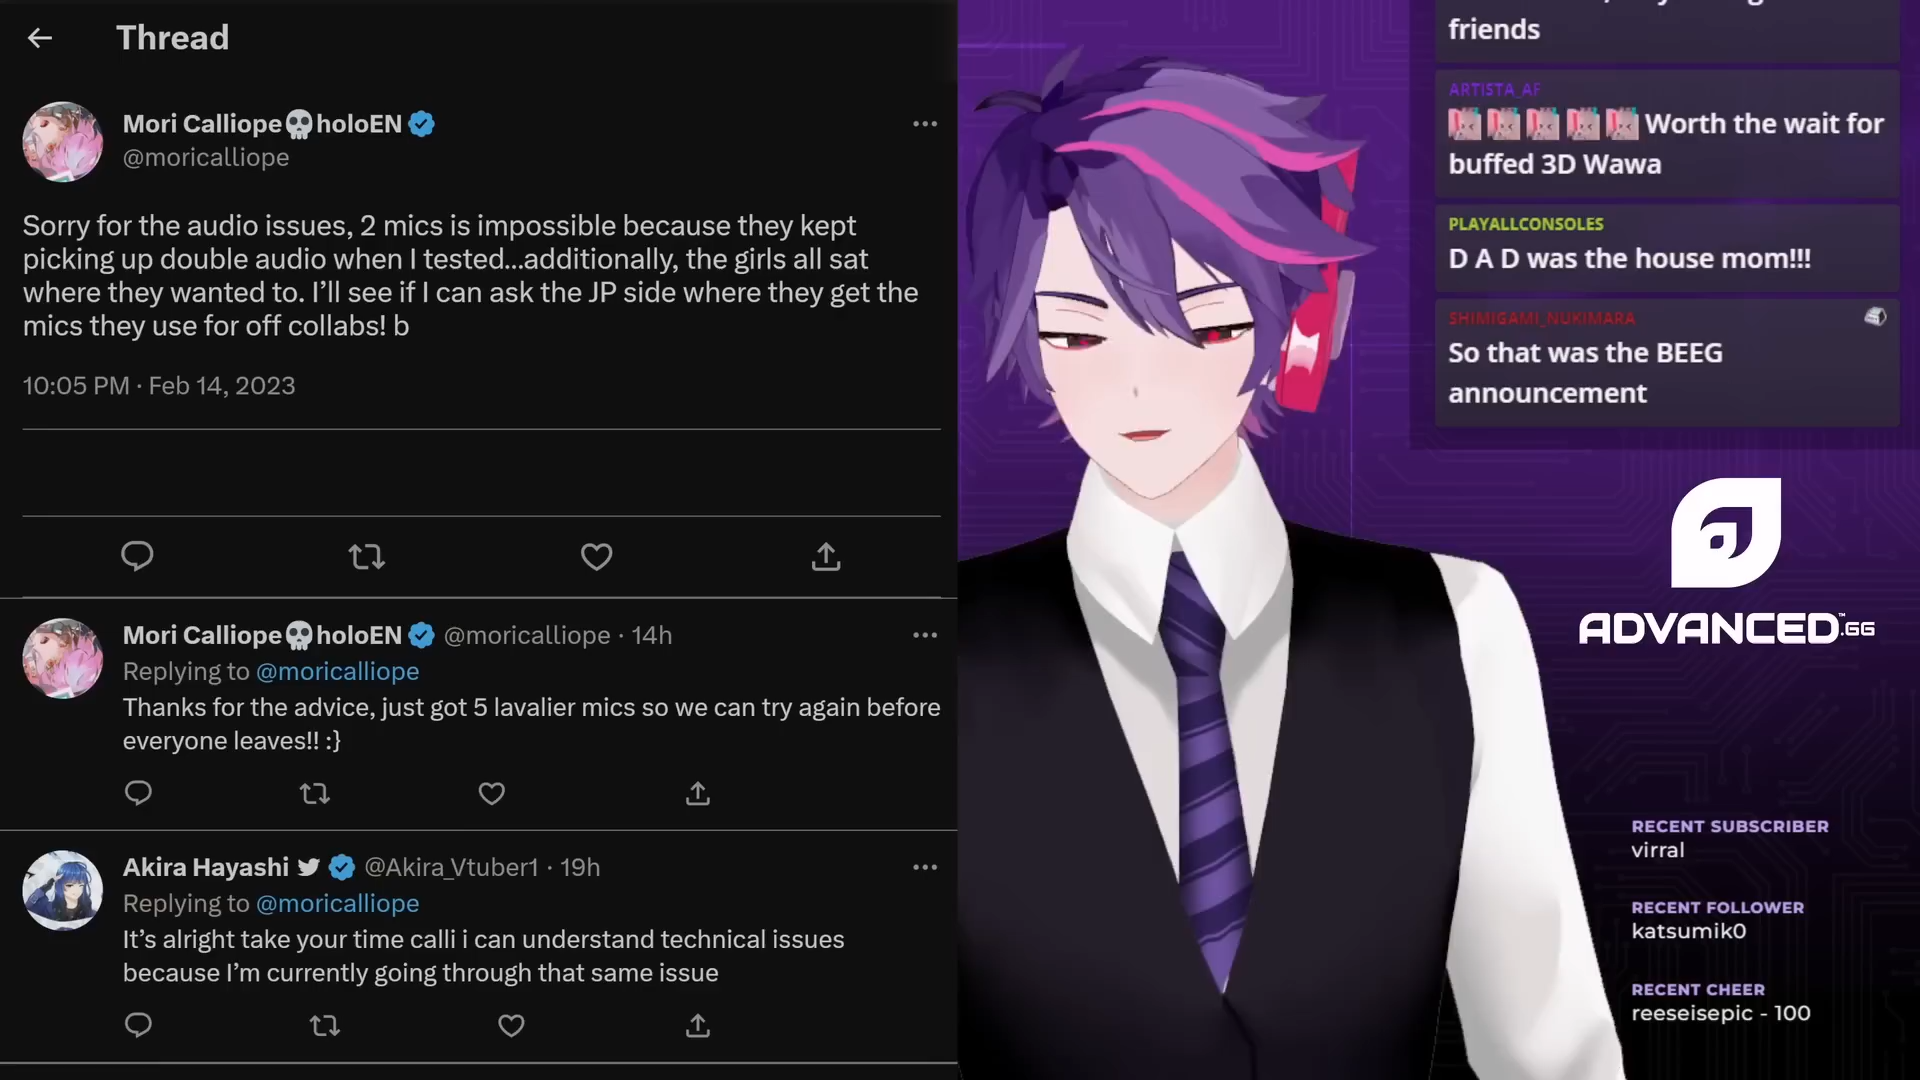 Thread
Mori Calliope💀holoEN
@moricalliope
Sorry for the audio issues, 2 mics is impossible because they kept
picking up double audio when I tested...additionally, the girls all sat
where they wanted to. I’ll see if I can ask the JP side where they get the
mics they use for off collabs! b
10:05 PM · Feb 14, 2023
Mori Calliope💀holoEN @moricalliope · 14h
Replying to @moricalliope
Thanks for the advice, just got 5 lavalier mics so we can try again before
everyone leaves!! :}
Akira Hayashi @Akira_Vtuber1 · 19h
Replying to @moricalliope
It’s alright take your time calli i can understand technical issues
because I’m currently going through that same issue
friends
ARTISTA_AF
Worth the wait for
buffed 3D Wawa
PLAYALLCONSOLES
D A D was the house mom!!!
SHIMIGAMI_NUKIMARA
So that was the BEEG
announcement
ADVANCED™.GG
RECENT SUBSCRIBER
virral
RECENT FOLLOWER
katsumik0
RECENT CHEER
reeseisepic - 100